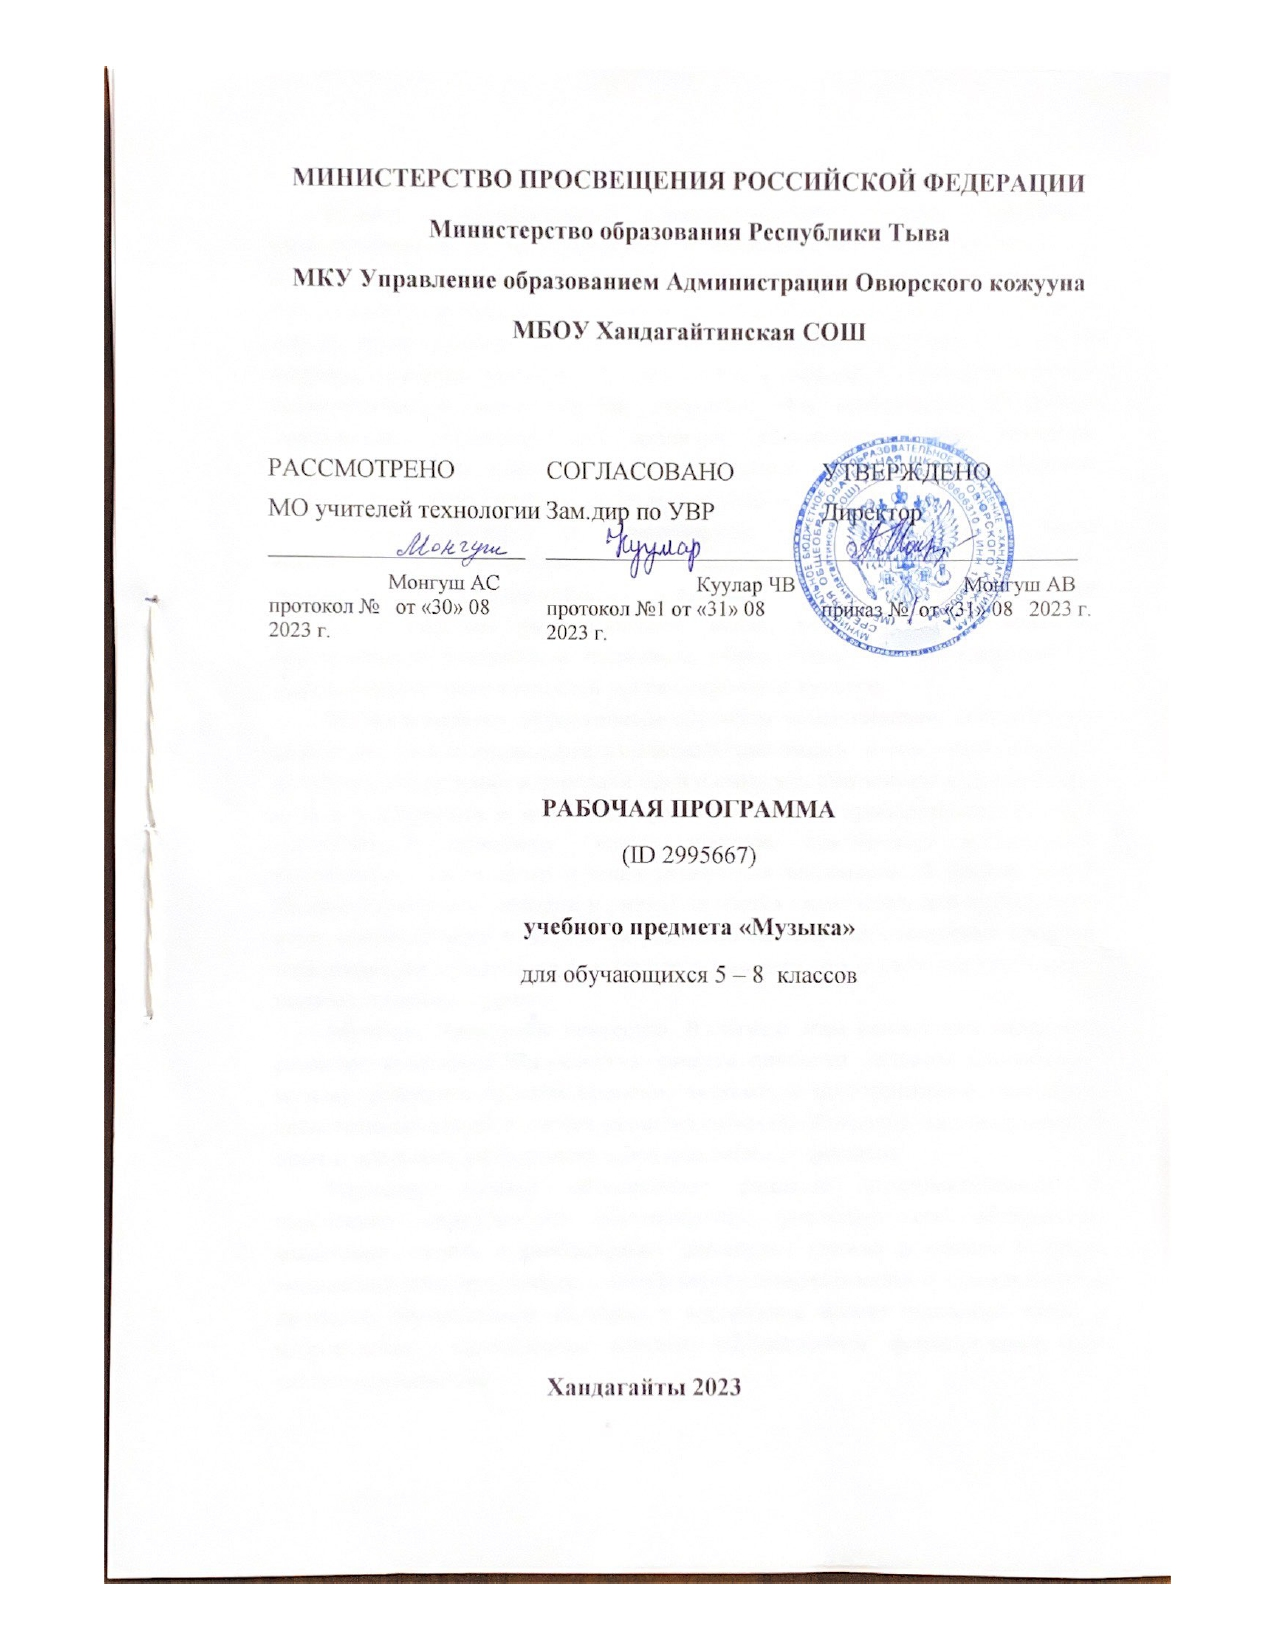 МИНИСТЕРСТВО ПРОСВЕЩЕНИЯ РОССИЙСКОЙ ФЕДЕРАЦИИ
Министерство образования Республики Тыва
МКУ Управление образованием Администрации Овюрского кожууна
МБОУ Хандагайтинская СОШ
РАССМОТРЕНО
МО учителей технологии
Монгуш
Монгуш АС
протокол № от «30» 08
2023 г.
СОГЛАСОВАНО
Зам.дир по УВР
Куулар
Куулар ЧВ
протокол №1 от «31» 08
2023 г.
УТВЕРЖДЕНО
Директор
Монгуш АВ
приказ № от «31» 08 2023 г.
РАБОЧАЯ ПРОГРАММА
(ID 2995667)
учебного предмета «Музыка»
для обучающихся 5 – 8 классов
Хандагайты 2023